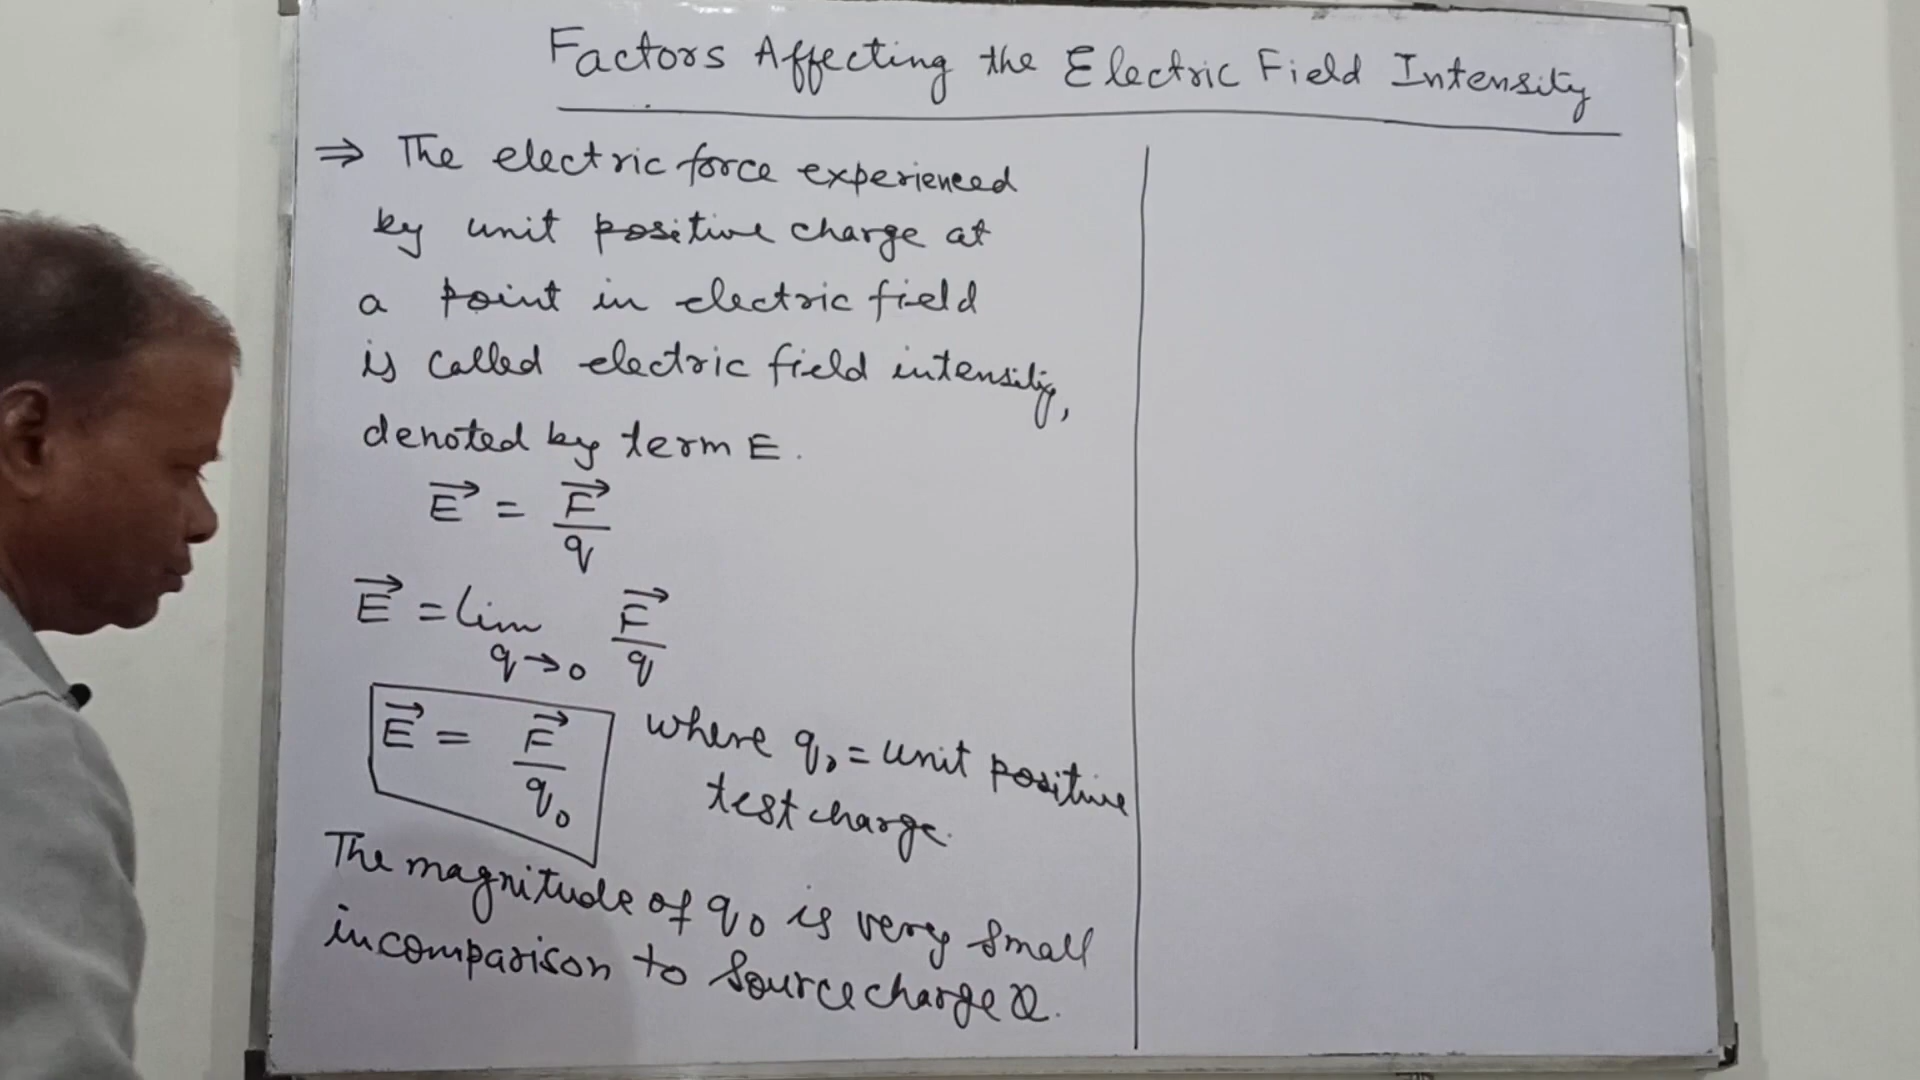 Factors Affecting the Electric Field Intensity
⇒ The electric force experienced
by unit positive charge at
a point in electric field
is called electric field intensity,
denoted by term E.
E⃗ = F⃗/q
E⃗ = lim q→0 F⃗/q
E⃗ = F⃗/q₀ where q₀ = unit positive
test charge.
The magnitude of q₀ is very small
in comparison to source charge Q.